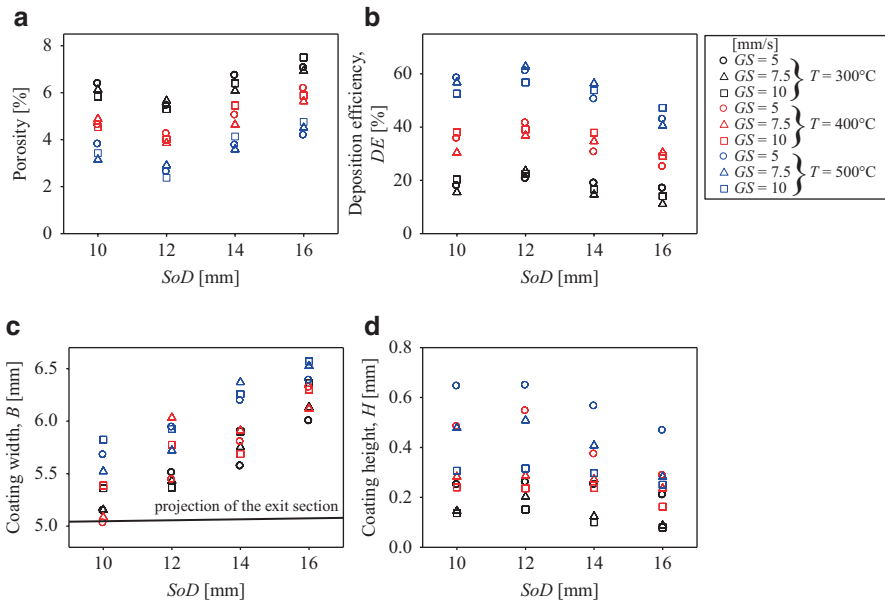 a
8
6
4
2
0
Porosity [%]
10 12 14 16
SoD [mm]
b
60
40
20
0
Deposition efficiency,
DE [%]
10 12 14 16
SoD [mm]
[mm/s]
GS = 5
GS = 7.5
GS = 10
T = 300°C
GS = 5
GS = 7.5
GS = 10
T = 400°C
GS = 5
GS = 7.5
GS = 10
T = 500°C
c
6.5
6.0
5.5
5.0
Coating width, B [mm]
projection of the exit section
10 12 14 16
SoD [mm]
d
0.8
0.6
0.4
0.2
0.0
Coating height, H [mm]
10 12 14 16
SoD [mm]